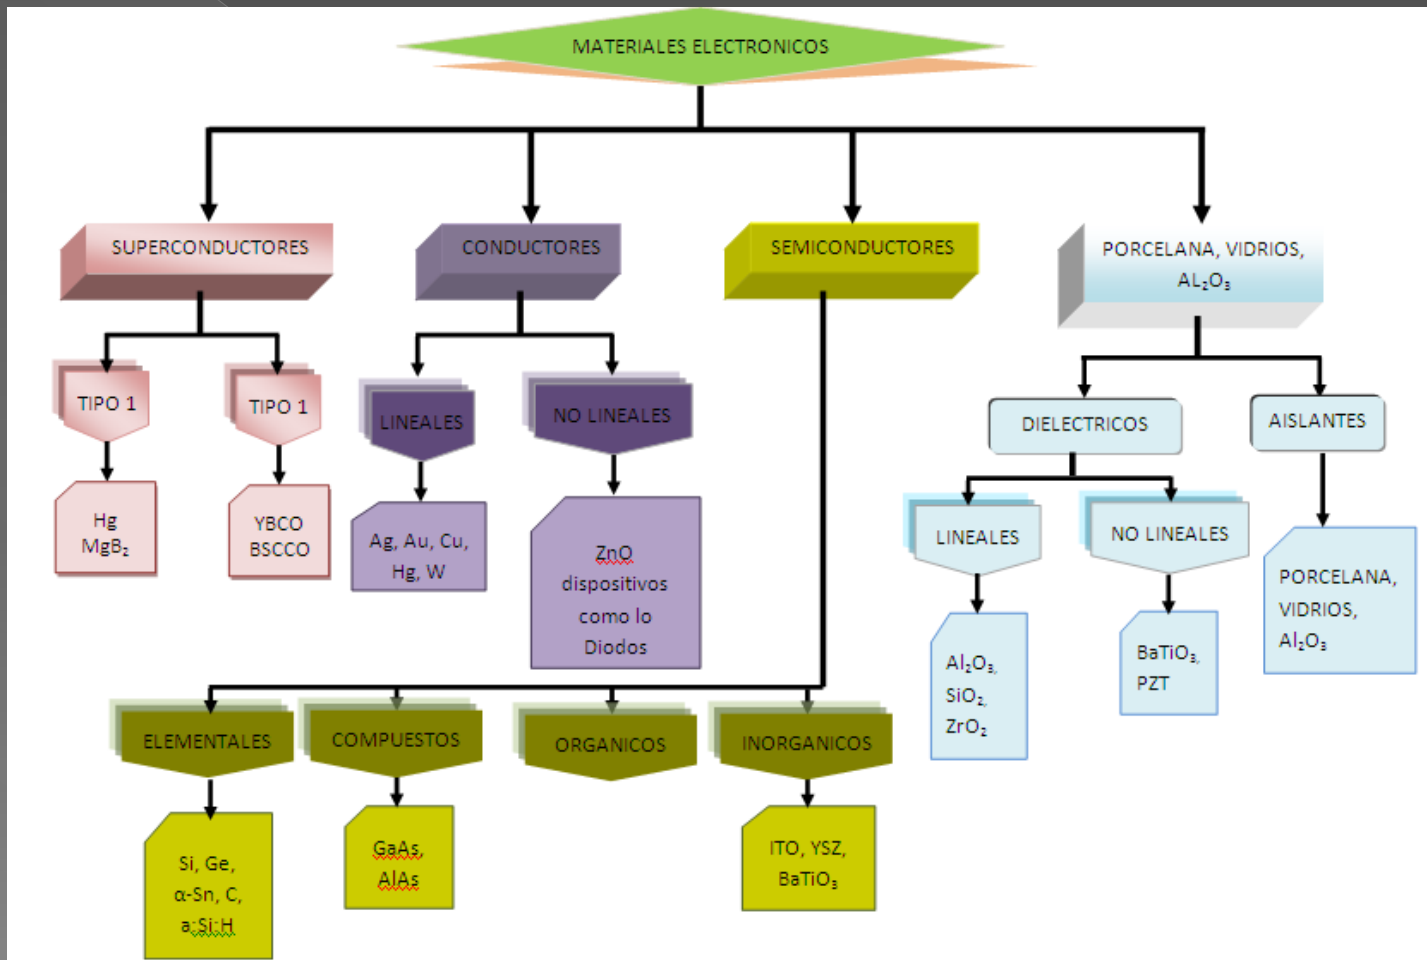 MATERIALES ELECTRONICOS
SUPERCONDUCTORES
CONDUCTORES
SEMICONDUCTORES
PORCELANA, VIDRIOS,
AL₂O₃
TIPO 1
TIPO 1
LINEALES
NO LINEALES
DIELECTRICOS
AISLANTES
Hg
MgB₂
YBCO
BSCCO
Ag, Au, Cu,
Hg, W
ZnO
dispositivos
como lo
Diodos
LINEALES
NO LINEALES
PORCELANA,
VIDRIOS,
Al₂O₃
Al₂O₃,
SiO₂,
ZrO₂
BaTiO₃,
PZT
ELEMENTALES
COMPUESTOS
ORGANICOS
INORGANICOS
Si, Ge,
α-Sn, C,
a:Si:H
GaAs,
AlAs
ITO, YSZ,
BaTiO₃